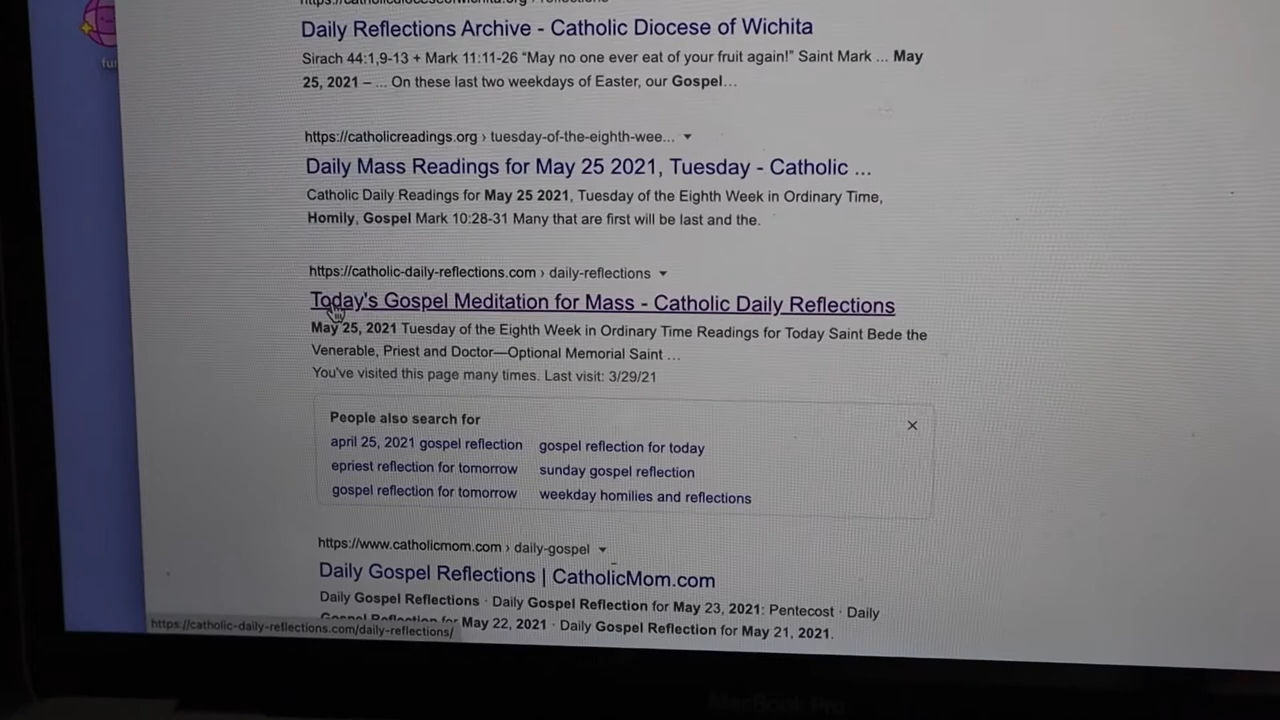 Daily Reflections Archive - Catholic Diocese of Wichita
Sirach 44:1,9-13 + Mark 11:11-26 “May no one ever eat of your fruit again!” Saint Mark ... May
25, 2021 – ... On these last two weekdays of Easter, our Gospel...
https://catholicreadings.org › tuesday-of-the-eighth-wee...
Daily Mass Readings for May 25 2021, Tuesday - Catholic ...
Catholic Daily Readings for May 25 2021, Tuesday of the Eighth Week in Ordinary Time,
Homily, Gospel Mark 10:28-31 Many that are first will be last and the.
https://catholic-daily-reflections.com › daily-reflections
Today's Gospel Meditation for Mass - Catholic Daily Reflections
May 25, 2021 Tuesday of the Eighth Week in Ordinary Time Readings for Today Saint Bede the
Venerable, Priest and Doctor—Optional Memorial Saint ...
You've visited this page many times. Last visit: 3/29/21
People also search for
april 25, 2021 gospel reflection gospel reflection for today
epriest reflection for tomorrow sunday gospel reflection
gospel reflection for tomorrow weekday homilies and reflections
https://www.catholicmom.com › daily-gospel
Daily Gospel Reflections | CatholicMom.com
Daily Gospel Reflections · Daily Gospel Reflection for May 23, 2021: Pentecost · Daily
Gospel Reflection for May 22, 2021 · Daily Gospel Reflection for May 21, 2021.
https://catholic-daily-reflections.com/daily-reflections/
MacBook Pro